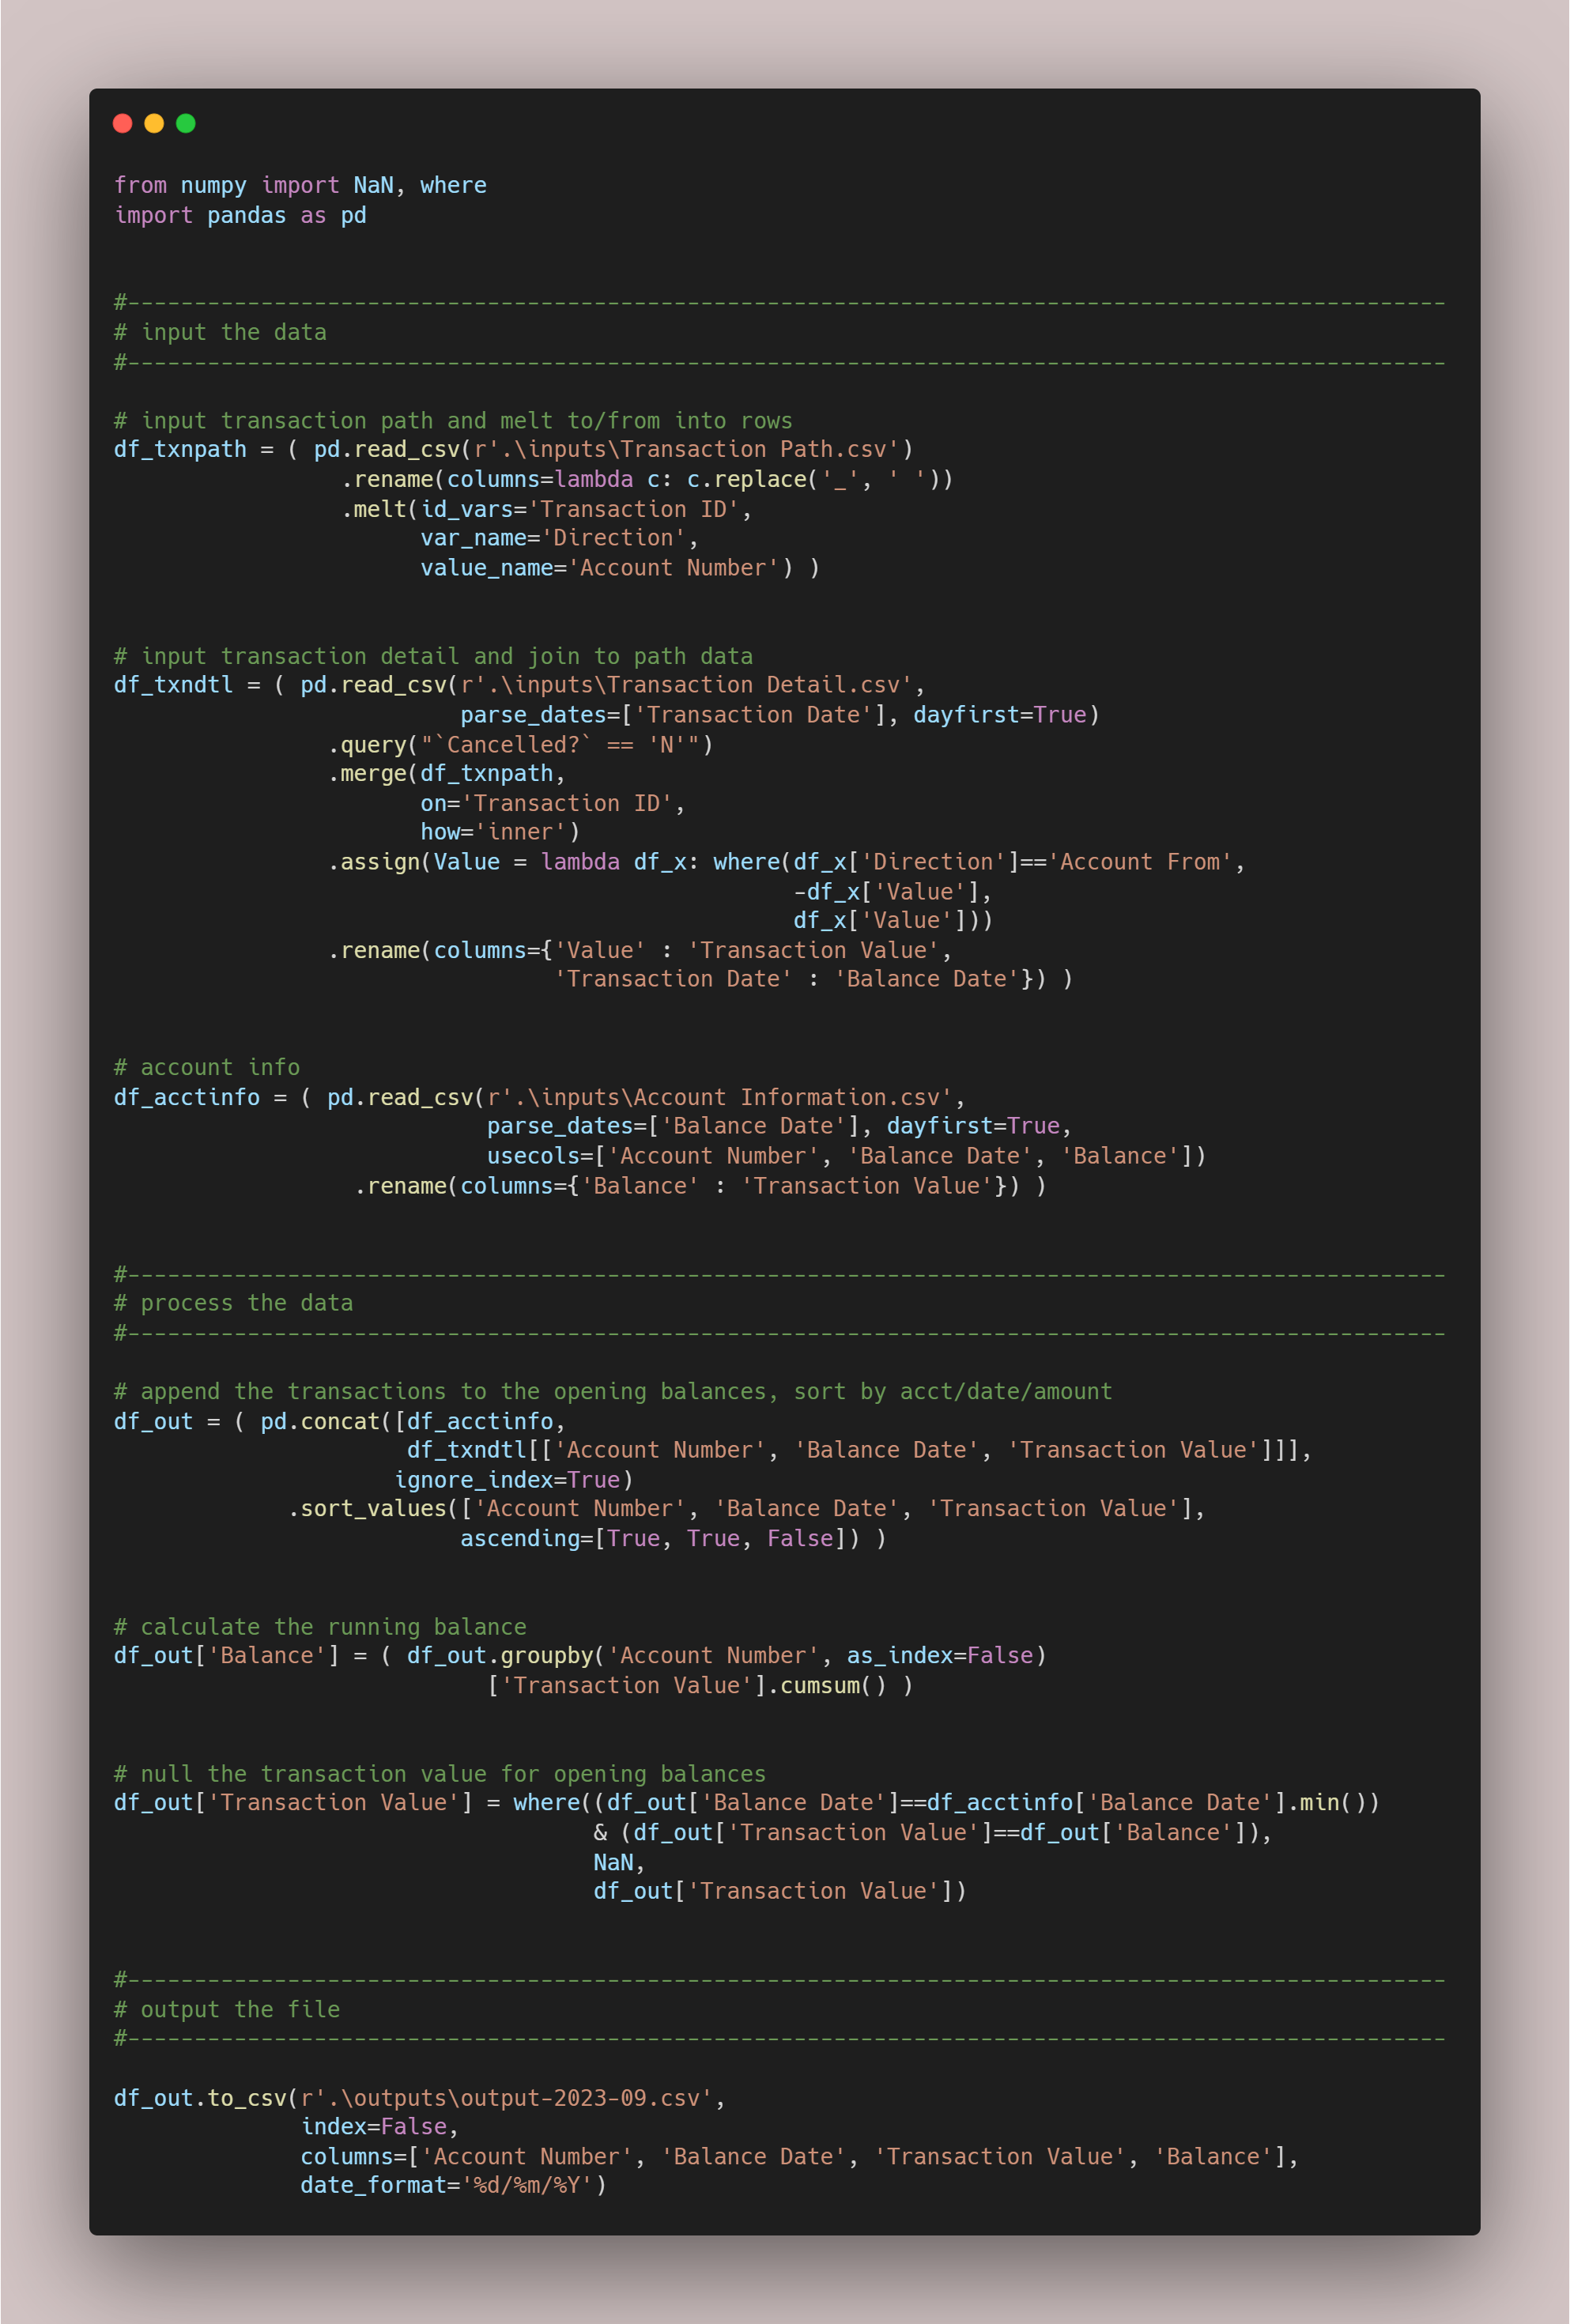 from numpy import NaN, where
import pandas as pd


#---------------------------------------------------------------------------------------------------
# input the data
#---------------------------------------------------------------------------------------------------

# input transaction path and melt to/from into rows
df_txnpath = ( pd.read_csv(r'.\inputs\Transaction Path.csv')
                 .rename(columns=lambda c: c.replace('_', ' '))
                 .melt(id_vars='Transaction ID',
                       var_name='Direction',
                       value_name='Account Number') )


# input transaction detail and join to path data
df_txndtl = ( pd.read_csv(r'.\inputs\Transaction Detail.csv',
                          parse_dates=['Transaction Date'], dayfirst=True)
                .query("`Cancelled?` == 'N'")
                .merge(df_txnpath,
                       on='Transaction ID',
                       how='inner')
                .assign(Value = lambda df_x: where(df_x['Direction']=='Account From',
                                                   -df_x['Value'],
                                                   df_x['Value']))
                .rename(columns={'Value' : 'Transaction Value',
                                 'Transaction Date' : 'Balance Date'}) )


# account info
df_acctinfo = ( pd.read_csv(r'.\inputs\Account Information.csv',
                            parse_dates=['Balance Date'], dayfirst=True,
                            usecols=['Account Number', 'Balance Date', 'Balance'])
                  .rename(columns={'Balance' : 'Transaction Value'}) )


#---------------------------------------------------------------------------------------------------
# process the data
#---------------------------------------------------------------------------------------------------

# append the transactions to the opening balances, sort by acct/date/amount
df_out = ( pd.concat([df_acctinfo,
                      df_txndtl[['Account Number', 'Balance Date', 'Transaction Value']]],
                     ignore_index=True)
             .sort_values(['Account Number', 'Balance Date', 'Transaction Value'],
                          ascending=[True, True, False]) )


# calculate the running balance
df_out['Balance'] = ( df_out.groupby('Account Number', as_index=False)
                            ['Transaction Value'].cumsum() )


# null the transaction value for opening balances
df_out['Transaction Value'] = where((df_out['Balance Date']==df_acctinfo['Balance Date'].min())
                                    & (df_out['Transaction Value']==df_out['Balance']),
                                    NaN,
                                    df_out['Transaction Value'])


#---------------------------------------------------------------------------------------------------
# output the file
#---------------------------------------------------------------------------------------------------

df_out.to_csv(r'.\outputs\output-2023-09.csv',
              index=False,
              columns=['Account Number', 'Balance Date', 'Transaction Value', 'Balance'],
              date_format='%d/%m/%Y')